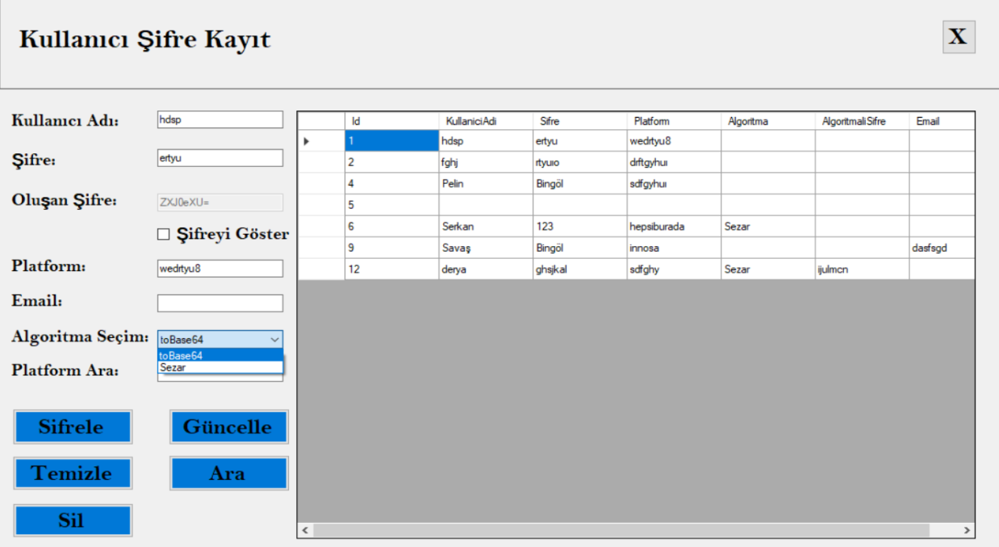 Kullanıcı Şifre Kayıt
X
Kullanıcı Adı: hdsp
Şifre: ertyu
Oluşan Şifre: ZXJ0eXU=
Şifreyi Göster
Platform: wedrtyu8
Email:
Algoritma Seçim: toBase64
toBase64
Sezar
Platform Ara:
Sifrele Güncelle
Temizle Ara
Sil
Id KullaniciAdi Sifre Platform Algoritma AlgoritmaliSifre Email
1 hdsp ertyu wedrtyu8
2 fghj rtyuıo drftgyhuı
4 Pelin Bingöl sdfgyhuı
5
6 Serkan 123 hepsiburada Sezar
9 Savaş Bingöl innosa dasfsgd
12 derya ghsjkal sdfghy Sezar ijulmcn